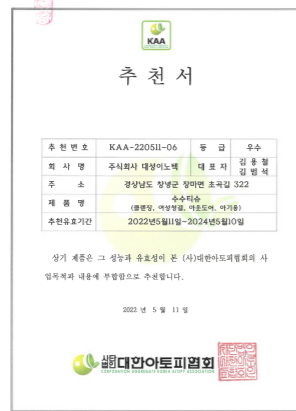 KAA
추천서
추천번호 KAA-220511-06 등급 우수
회사명 주식회사 대성이노텍 대표자 김용철 김범석
주소 경상남도 창녕군 장마면 초곡길 322
제품명 수수티슈
(클렌징, 여성청결, 아웃도어, 아기용)
추천유효기간 2022년5월11일~2024년5월10일
상기 제품은 그 성능과 유효성이 본 (사)대한아토피협회의 사
업목적과 내용에 부합함으로 추천합니다.
2022 년 5 월 11 일
사단법인 대한아토피협회
CORPORATION AGGREGATE KOREA ATOPY ASSOCIATION